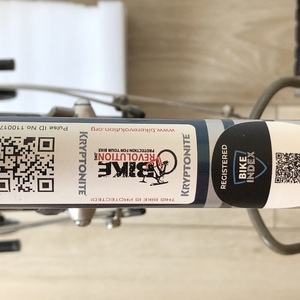 Pulse ID No 110017
KRYPTONITE
www.bikerevolution.org
BIKE
REVOLUTION
PROTECTION FOR YOUR BIKE
KRYPTONITE
THIS BIKE IS PROTECTED!
REGISTERED
BIKE
INDEX